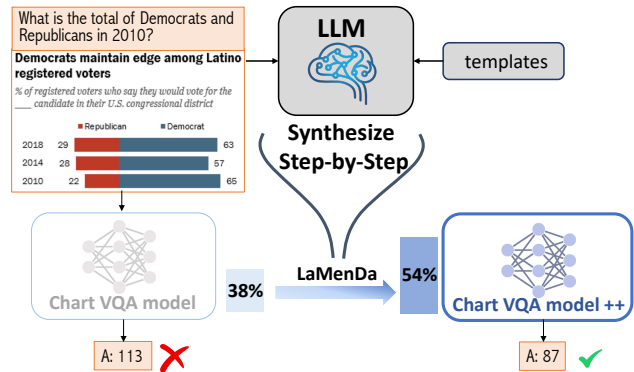 What is the total of Democrats and
Republicans in 2010?
Democrats maintain edge among Latino
registered voters
% of registered voters who say they would vote for the
___ candidate in their U.S. congressional district
Republican Democrat
2018 29 63
2014 28 57
2010 22 65
LLM
templates
Synthesize
Step-by-Step
LaMenDa
38%
54%
Chart VQA model
Chart VQA model ++
A: 113
A: 87